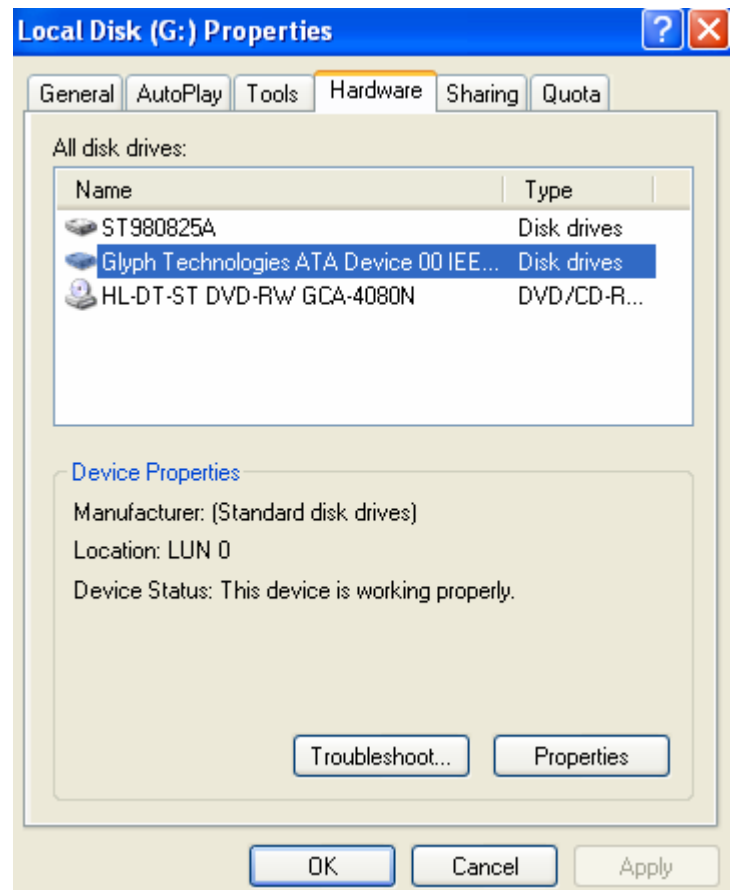 Local Disk (G:) Properties
General AutoPlay Tools Hardware Sharing Quota
All disk drives:
Name Type
ST980825A Disk drives
Glyph Technologies ATA Device 00 IEE... Disk drives
HL-DT-ST DVD-RW GCA-4080N DVD/CD-R...
Device Properties
Manufacturer: (Standard disk drives)
Location: LUN 0
Device Status: This device is working properly.
Troubleshoot... Properties
OK Cancel Apply